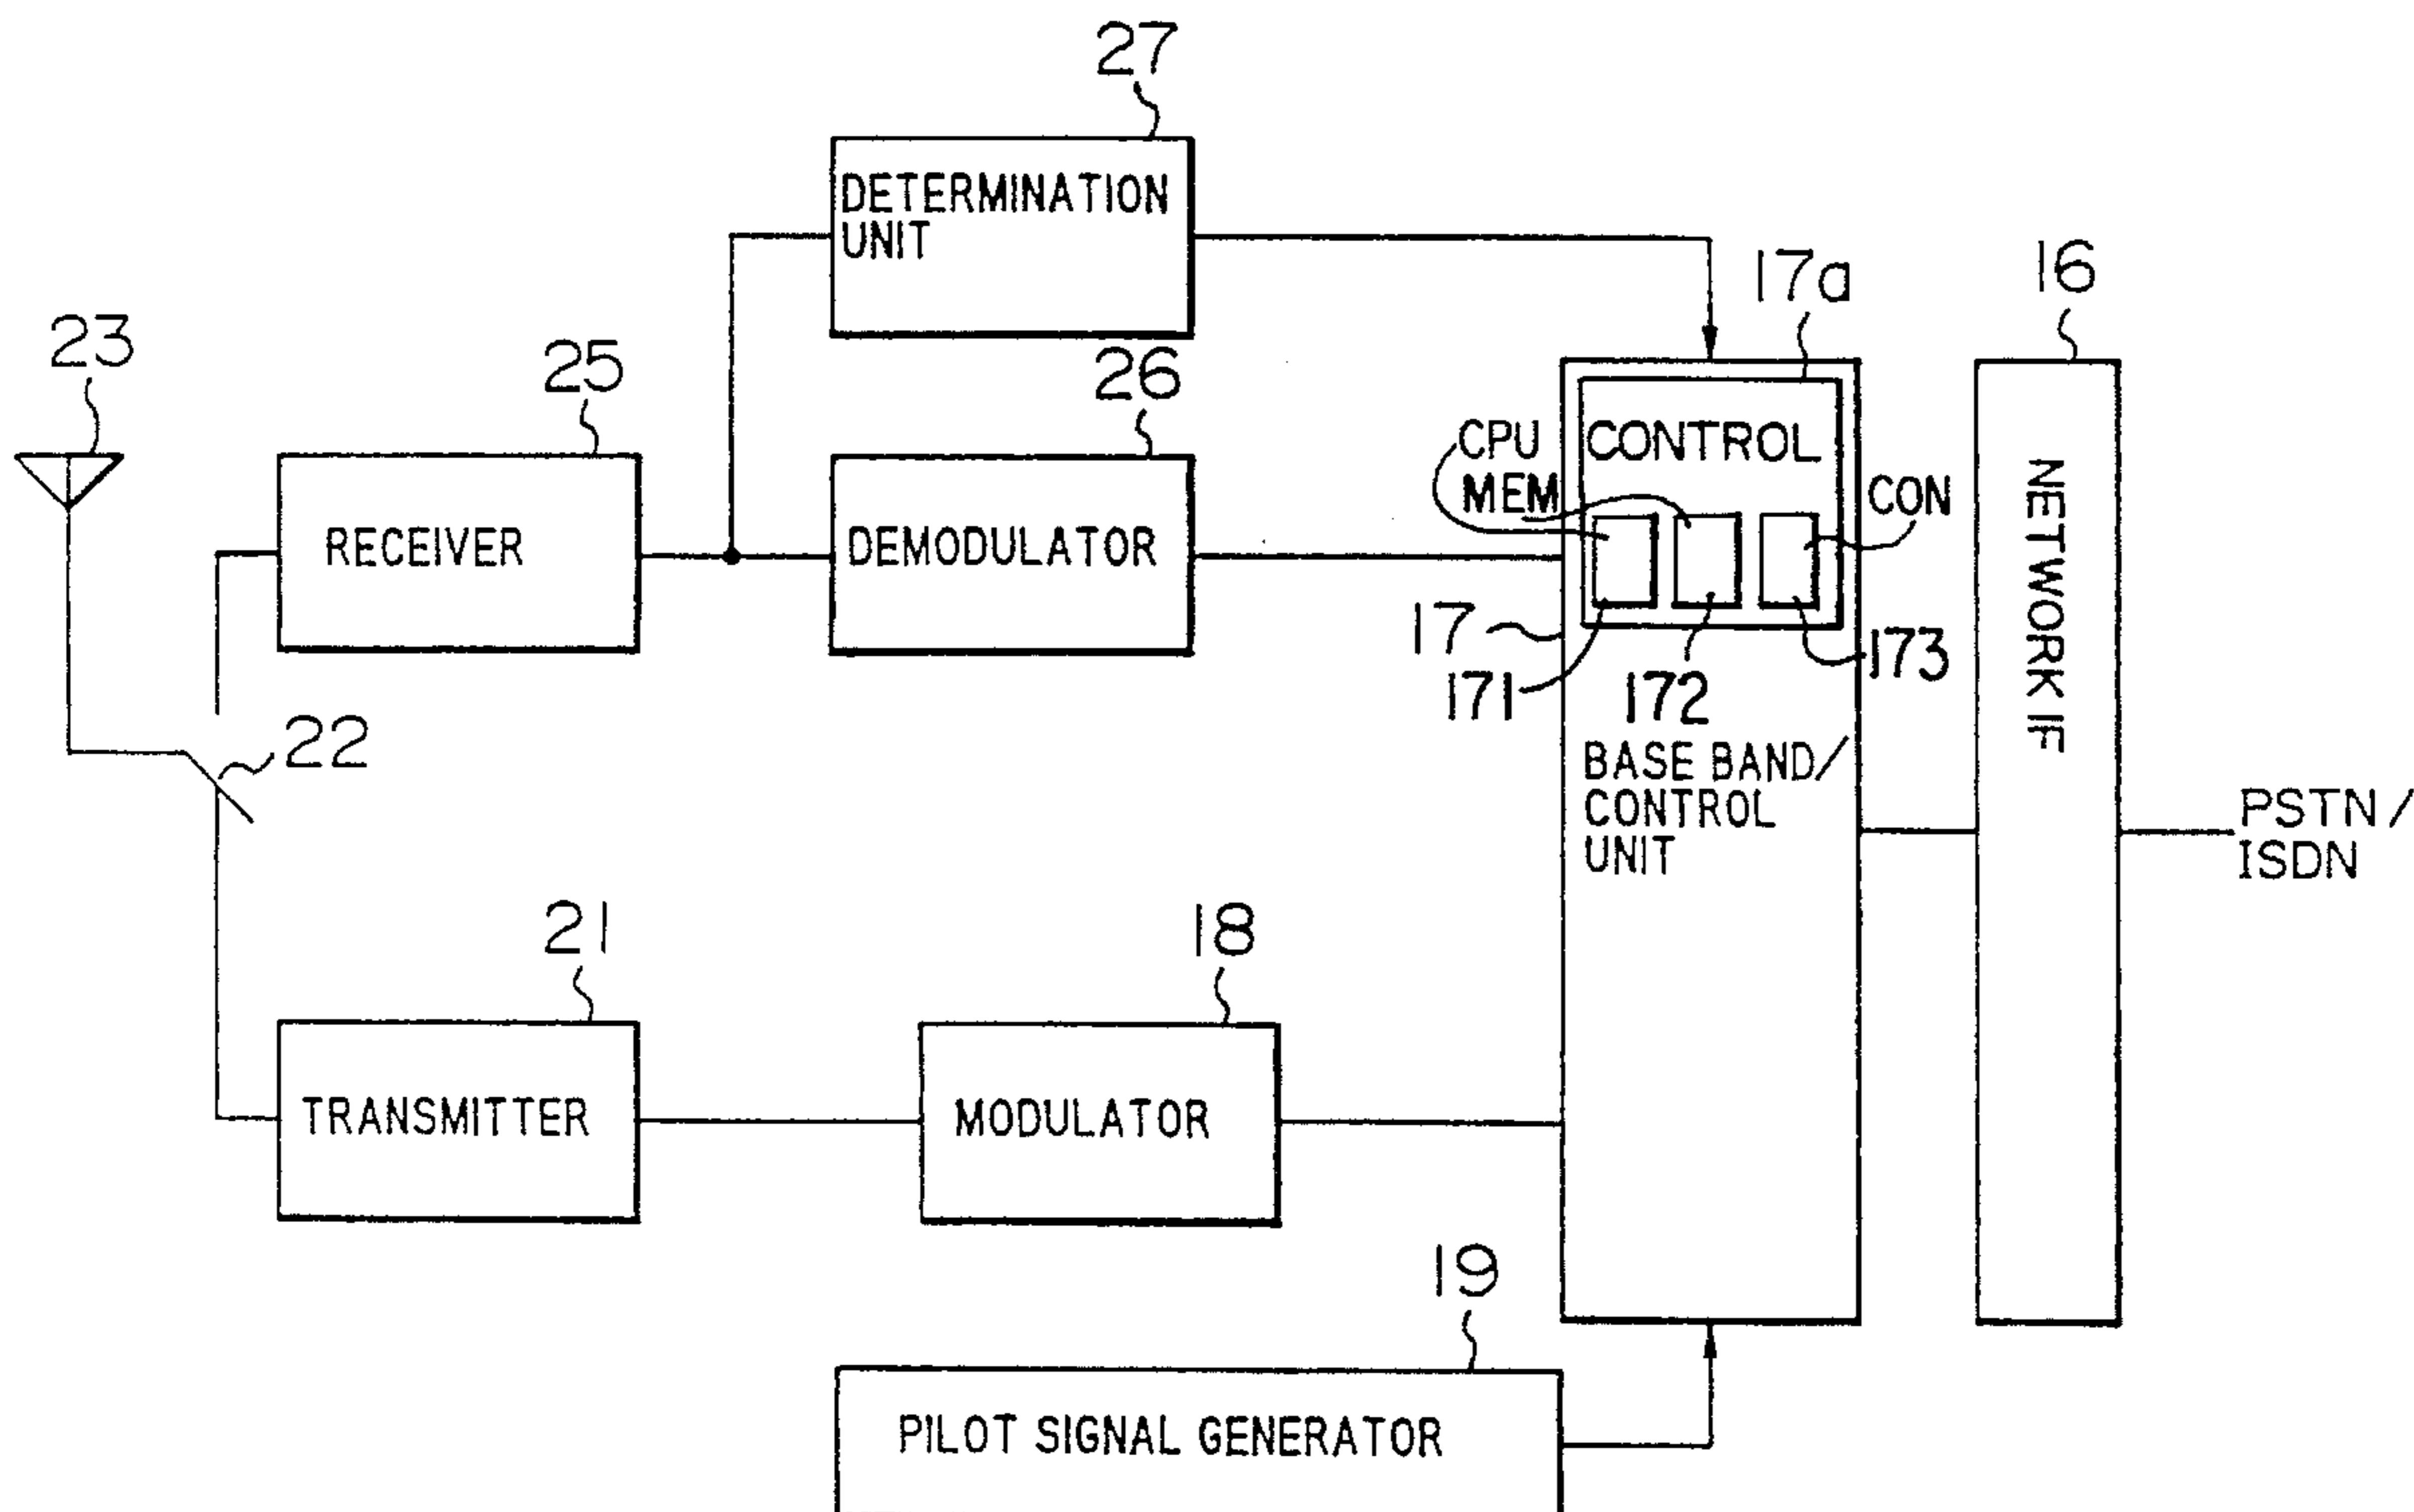 27
DETERMINATION
UNIT
17a
16
23
25
26
CPU
CONTROL
MEM
CON
RECEIVER
DEMODULATOR
NETWORK IF
17
171
172
173
22
BASE BAND/
CONTROL
UNIT
PSTN/
ISDN
21
18
TRANSMITTER
MODULATOR
19
PILOT SIGNAL GENERATOR